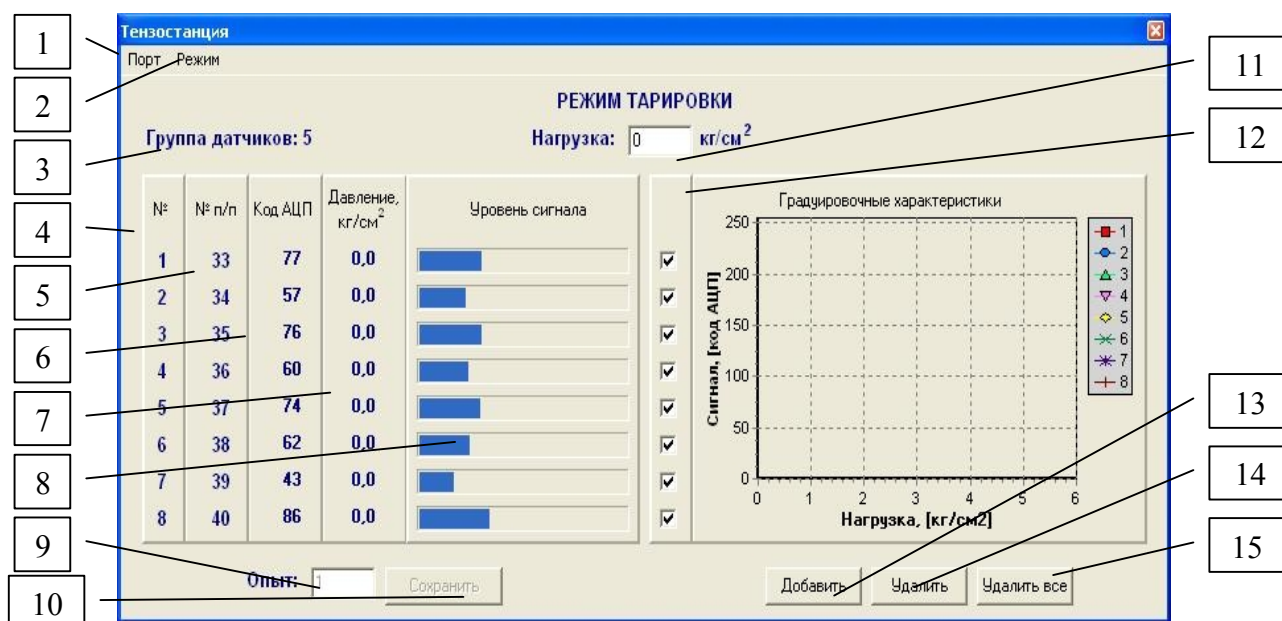 Тензостанция
Порт Режим
РЕЖИМ ТАРИРОВКИ
Группа датчиков: 5
Нагрузка: 0 кг/см2
№ № п/п Код АЦП Давление, кг/см2 Уровень сигнала
1 33 77 0,0
2 34 57 0,0
3 35 76 0,0
4 36 60 0,0
5 37 74 0,0
6 38 62 0,0
7 39 43 0,0
8 40 86 0,0
Градуировочные характеристики
Сигнал, [код АЦП]
250
200
150
100
50
0
0 1 2 3 4 5 6
Нагрузка, [кг/см2]
1
2
3
4
5
6
7
8
Опыт: 1 Сохранить
Добавить Удалить Удалить все
1
2
3
4
5
6
7
8
9
10
11
12
13
14
15